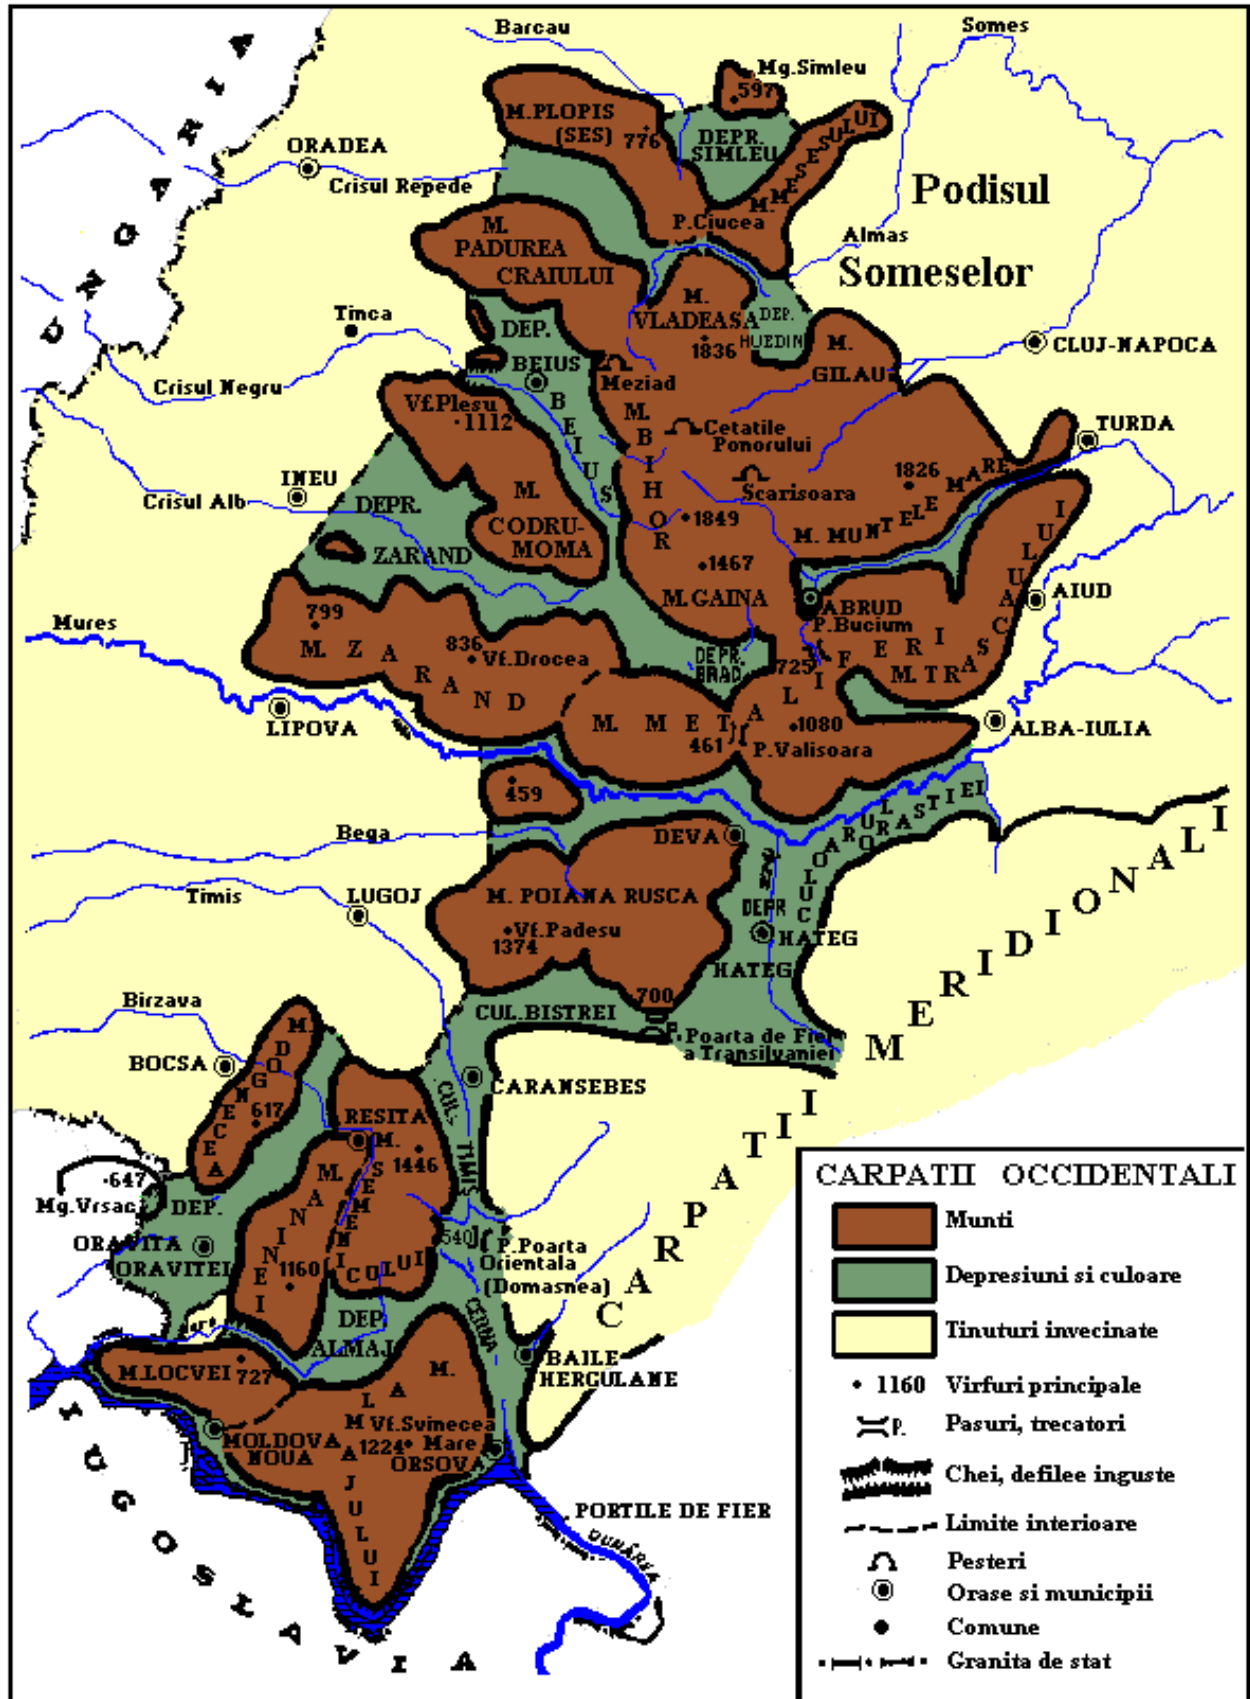 Barcau
Somes
Mg.Simleu
597
M.PLOPIS
(SES)
776
DEPR.
SIMLEU
M. MESESULUI
UNGARIA
ORADEA
Crisul Repede
Podisul
Someselor
P.Ciucea
Almas
M.
PADUREA
CRAIULUI
M.
VLADEASA
1836
DEP.
HUEDIN
M.
GILAU
CLUJ-NAPOCA
Tinca
DEP.
BEIUS
BEIUS
Meziad
Crisul Negru
Vf.Plesu
1112
M. BIHOR
Cetatile
Ponorului
TURDA
INEU
Crisul Alb
DEPR.
ZARAND
M.
CODRU-
MOMA
Scarisoara
1826
1849
M. MUNTELE MARE
1467
M.GAINA
ABRUD
P.Bucium
AIUD
M.TRASCAULUI
Mures
799
M. ZARAND
836
Vf.Drocea
DEPR.
BRAD
725
M. METALIFERI
1080
461
P.Valisoara
LIPOVA
ALBA-IULIA
459
Bega
DEVA
CULOARUL
ORASTIEI
Timis
LUGOJ
M. POIANA RUSCA
Vf.Padesu
1374
DEPR
HATEG
HATEG
700
CUL.BISTREI
P.Poarta de Fier
a Transilvaniei
CARPATII MERIDIONALI
Birzava
BOCSA
M. DOGNECEA
617
CARANSEBES
CUL.
TIMIS
CERNA
RESITA
M. SEMENICULUI
1446
M. ANINEI
1160
647
Mg.Vrsac
DEP.
ORAVITA
ORAVITEI
540
P.Poarta
Orientala
(Domasnea)
DEP.
ALMAJ
Nera
M.LOCVEI
727
BAILE
HERCULANE
M. ALMAJULUI
Vf.Svinecea
1224
Mare
ORSOVA
MOLDOVA
NOUA
PORTILE DE FIER
DUNAREA
IUGOSLAVIA
CARPATII OCCIDENTALI
Munti
Depresiuni si culoare
Tinuturi invecinate
1160 Virfuri principale
P. Pasuri, trecatori
Chei, defilee inguste
Limite interioare
Pesteri
Orase si municipii
Comune
Granita de stat